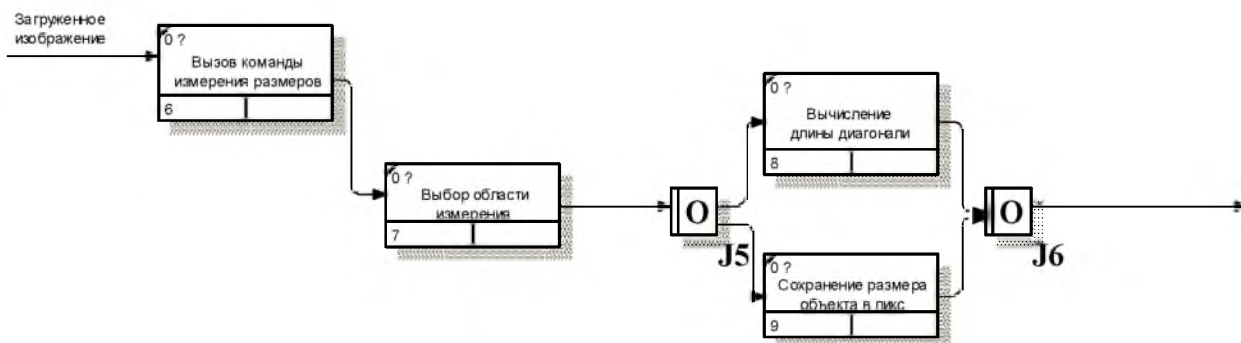 Загруженное
изображение
0 ?
Вызов команды
измерения размеров
6
0 ?
Выбор области
измерения
7
O
J5
0 ?
Вычисление
длины диагонали
8
0 ?
Сохранение размера
объекта в пикс
9
O
J6